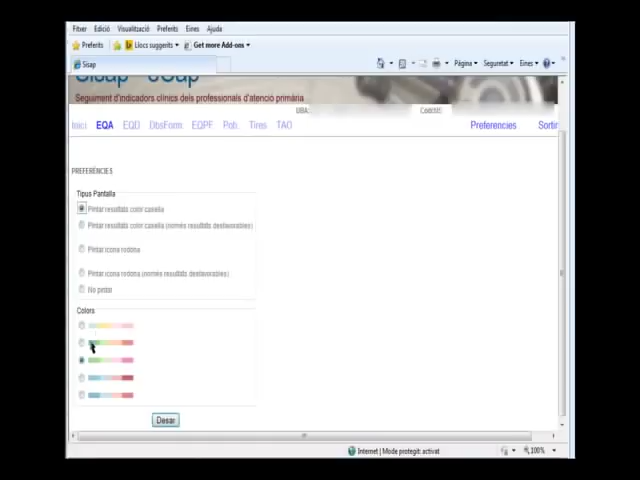 Fitxer Edició Visualització Preferits Eines Ajuda
Preferits Llocs suggerits Get more Add-ons
Sisap
Pàgina Seguretat Eines
Seguiment d'indicadors clínics dels professionals d'atenció primària
UBA:
Inici EQA EQD DbsForm EQPF Pob. Tires TAO Preferencies Sortir
PREFERÈNCIES
Tipus Pantalla
Pintar resultats color casella
Pintar resultats color casella (només resultats desfavorables)
Pintar icona rodona
Pintar icona rodona (només resultats desfavorables)
No pintar
Colors
Desar
Internet | Mode protegit: activat
100%